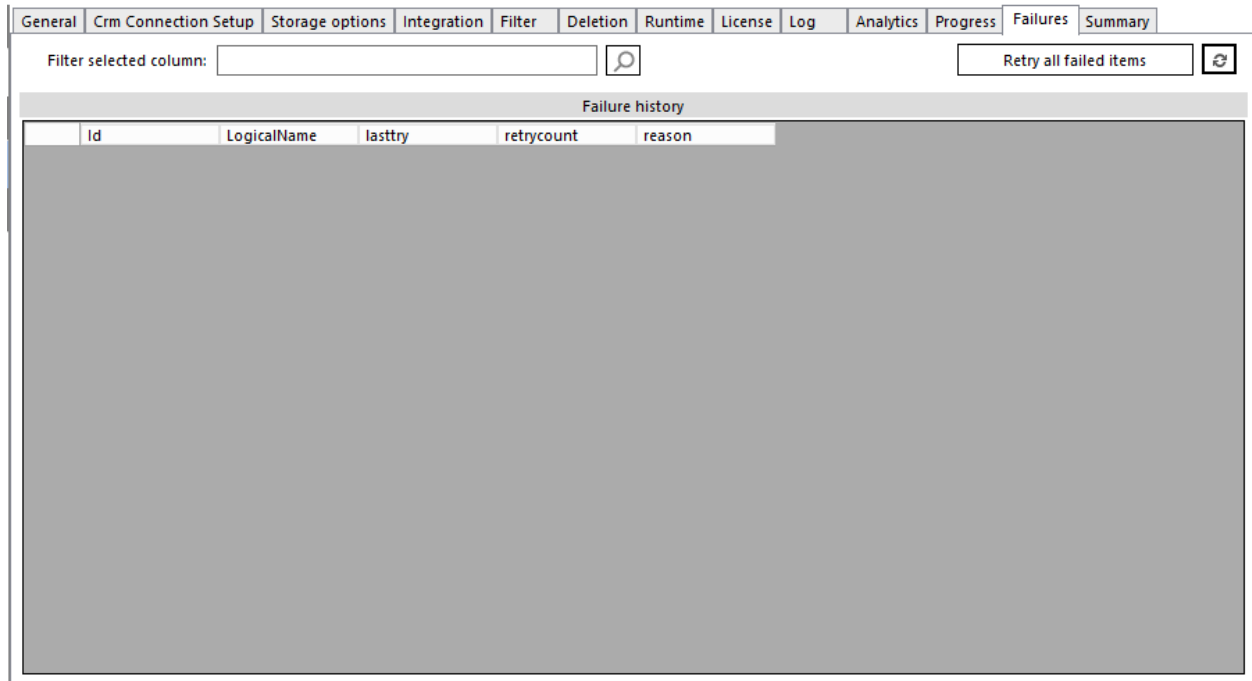 General Crm Connection Setup Storage options Integration Filter Deletion Runtime License Log Analytics Progress Failures Summary
Filter selected column: Retry all failed items
Failure history
Id LogicalName lasttry retrycount reason